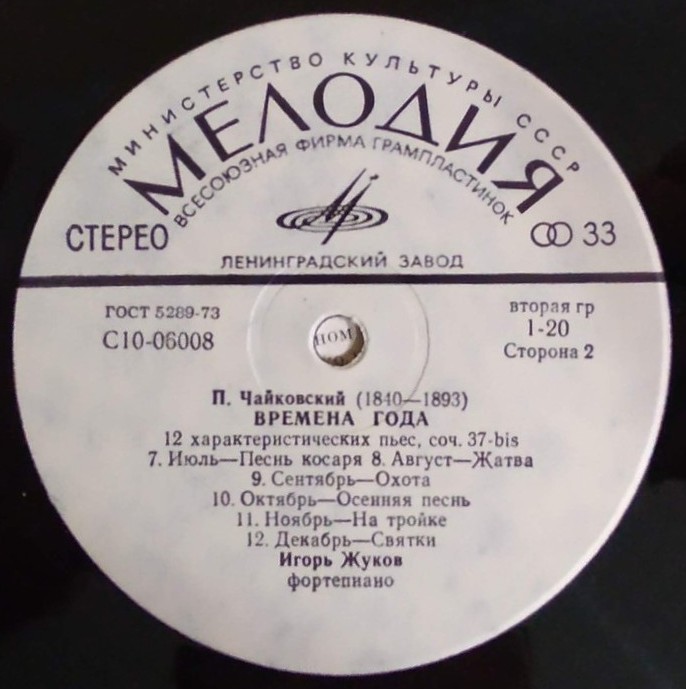 МИНИСТЕРСТВО КУЛЬТУРЫ СССР
МЕЛОДИЯ
ВСЕСОЮЗНАЯ ФИРМА ГРАМПЛАСТИНОК
СТЕРЕО
33
ЛЕНИНГРАДСКИЙ ЗАВОД
ГОСТ 5289-73
С10-06008
вторая гр
1-20
Сторона 2
П. Чайковский (1840—1893)
ВРЕМЕНА ГОДА
12 характеристических пьес, соч. 37-bis
7. Июль—Песнь косаря 8. Август—Жатва
9. Сентябрь—Охота
10. Октябрь—Осенняя песнь
11. Ноябрь—На тройке
12. Декабрь—Святки
Игорь Жуков
фортепиано